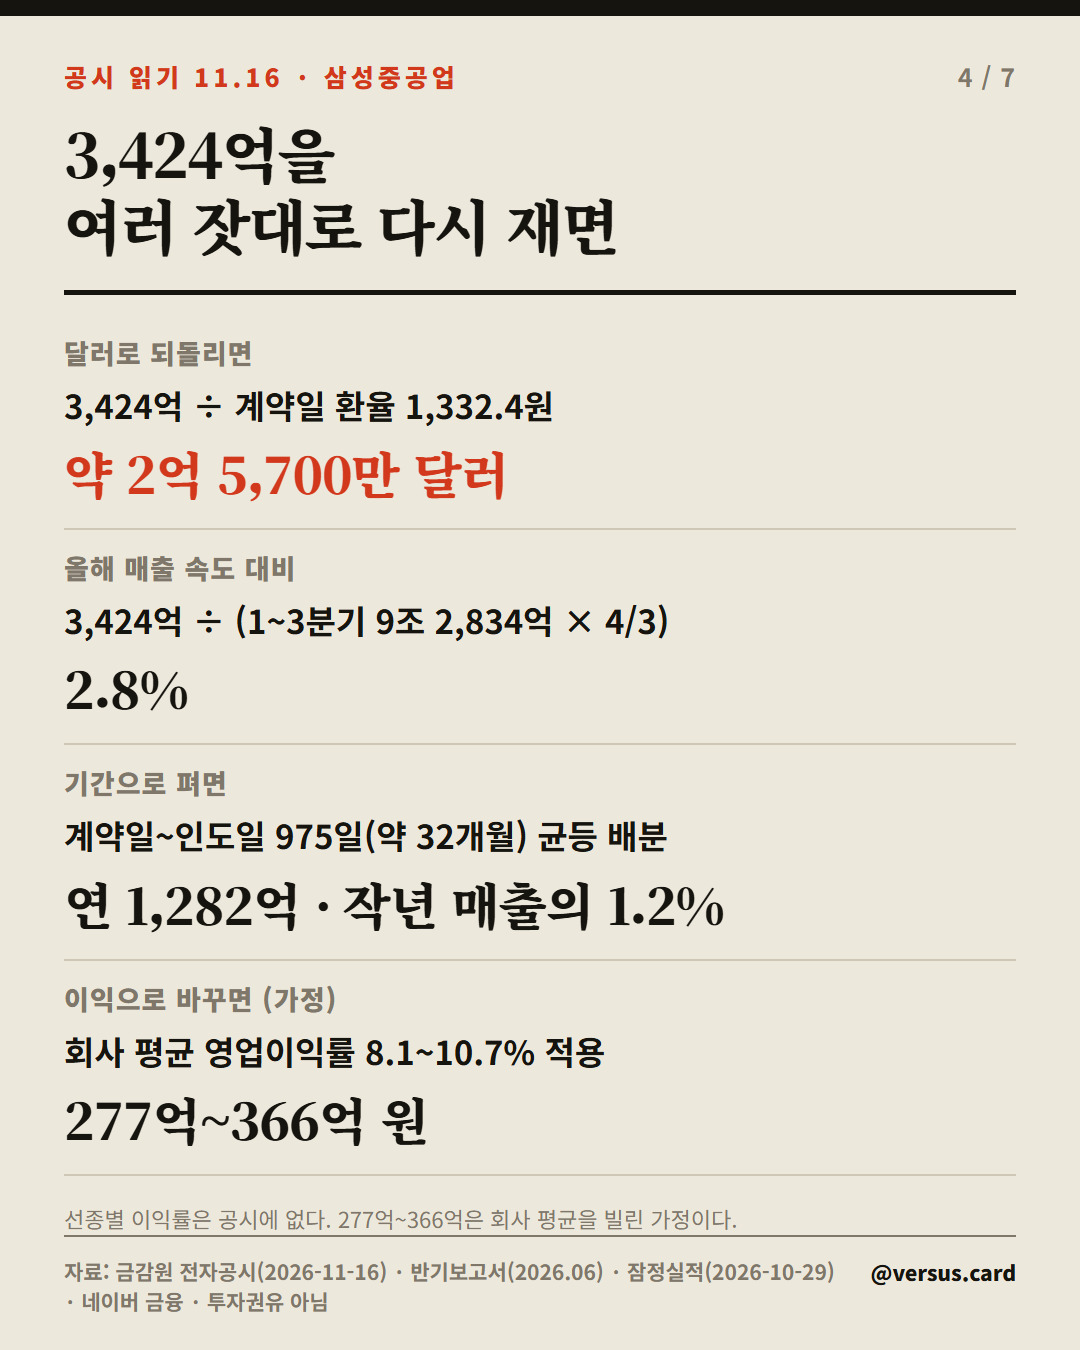 공시 읽기 11.16 · 삼성중공업
4 / 7
3,424억을
여러 잣대로 다시 재면
달러로 되돌리면
3,424억 ÷ 계약일 환율 1,332.4원
약 2억 5,700만 달러
올해 매출 속도 대비
3,424억 ÷ (1~3분기 9조 2,834억 × 4/3)
2.8%
기간으로 펴면
계약일~인도일 975일(약 32개월) 균등 배분
연 1,282억 · 작년 매출의 1.2%
이익으로 바꾸면 (가정)
회사 평균 영업이익률 8.1~10.7% 적용
277억~366억 원
선종별 이익률은 공시에 없다. 277억~366억은 회사 평균을 빌린 가정이다.
자료: 금감원 전자공시(2026-11-16) · 반기보고서(2026.06) · 잠정실적(2026-10-29)
· 네이버 금융 · 투자권유 아님
@versus.card